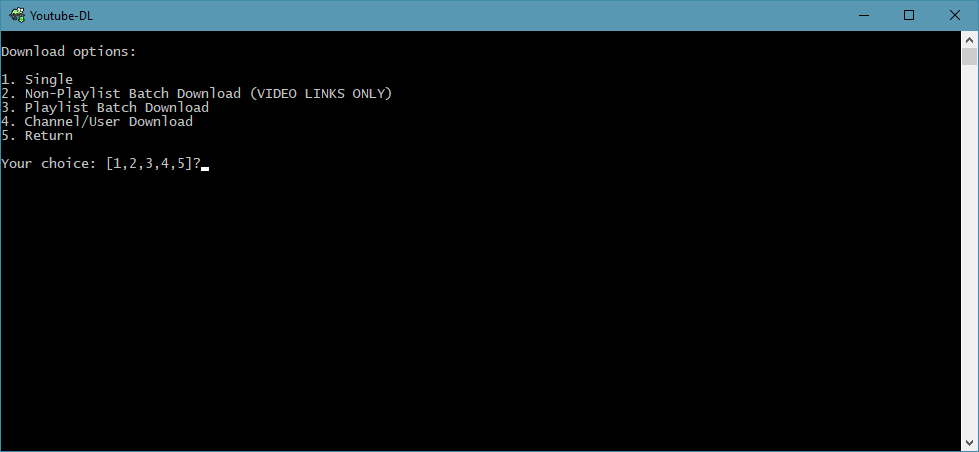 Youtube-DL
Download options:
1. Single
2. Non-Playlist Batch Download (VIDEO LINKS ONLY)
3. Playlist Batch Download
4. Channel/User Download
5. Return
Your choice: [1,2,3,4,5]?